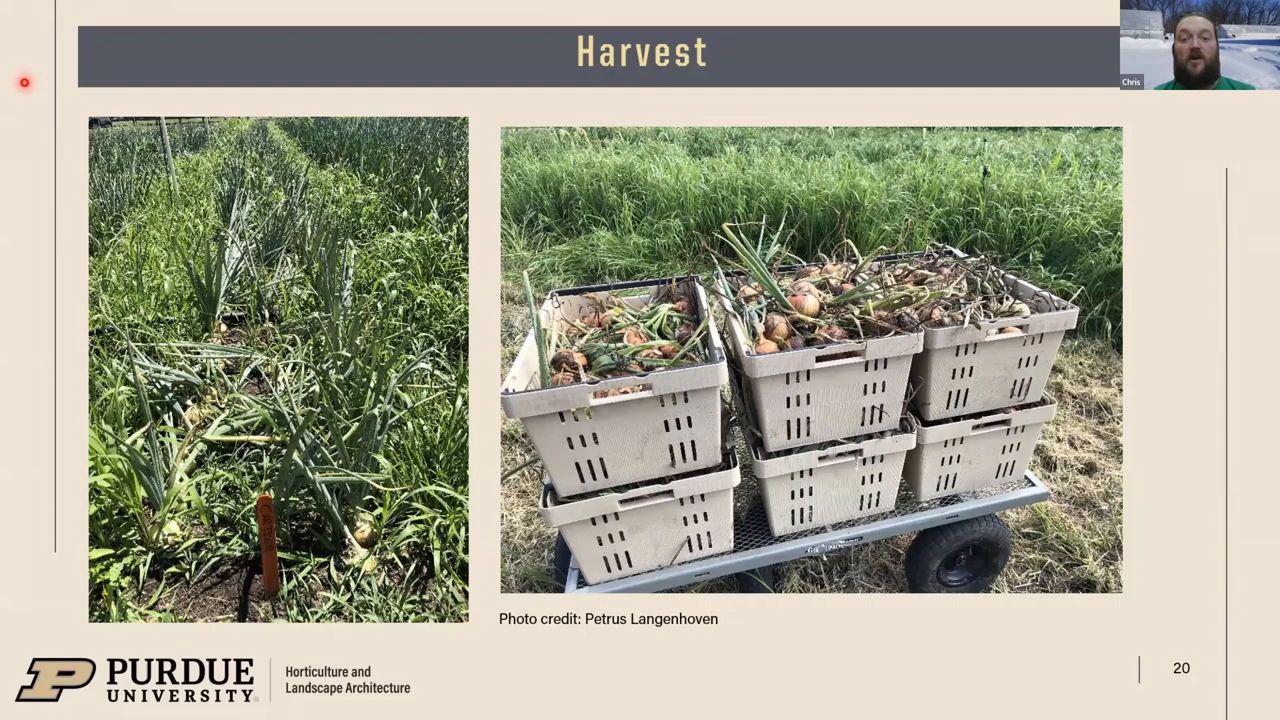 Harvest
Chris
Photo credit: Petrus Langenhoven
PURDUE
UNIVERSITY
Horticulture and
Landscape Architecture
20